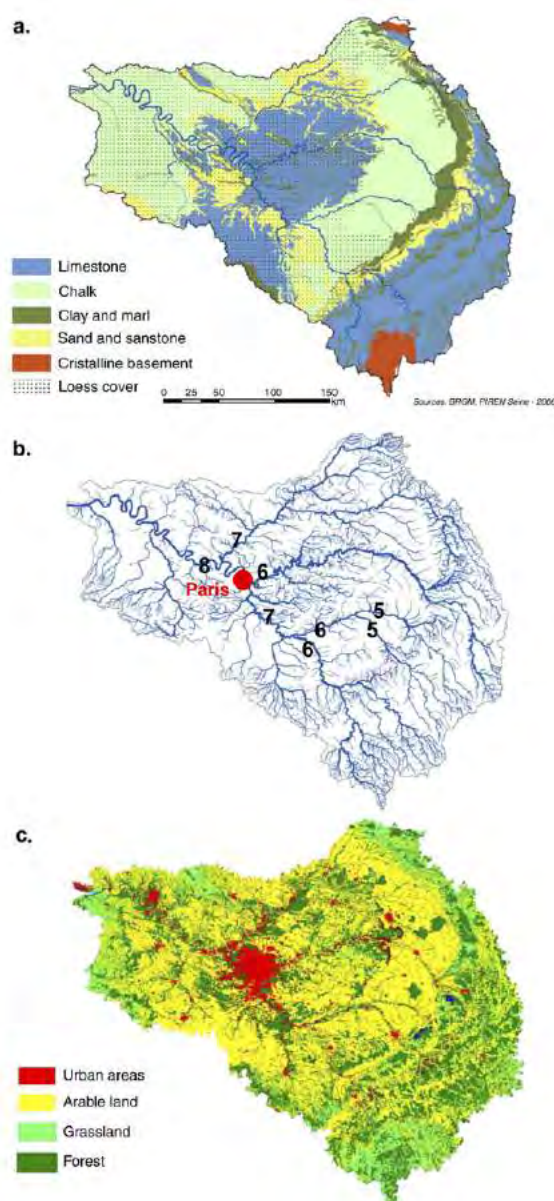 a.
Limestone
Chalk
Clay and marl
Sand and sanstone
Cristalline basement
Loess cover
0 25 50 100 150
km
Sources: BRGM, PIREN Seine - 2006
b.
7
8
6
Paris
7
5
6
5
6
c.
Urban areas
Arable land
Grassland
Forest